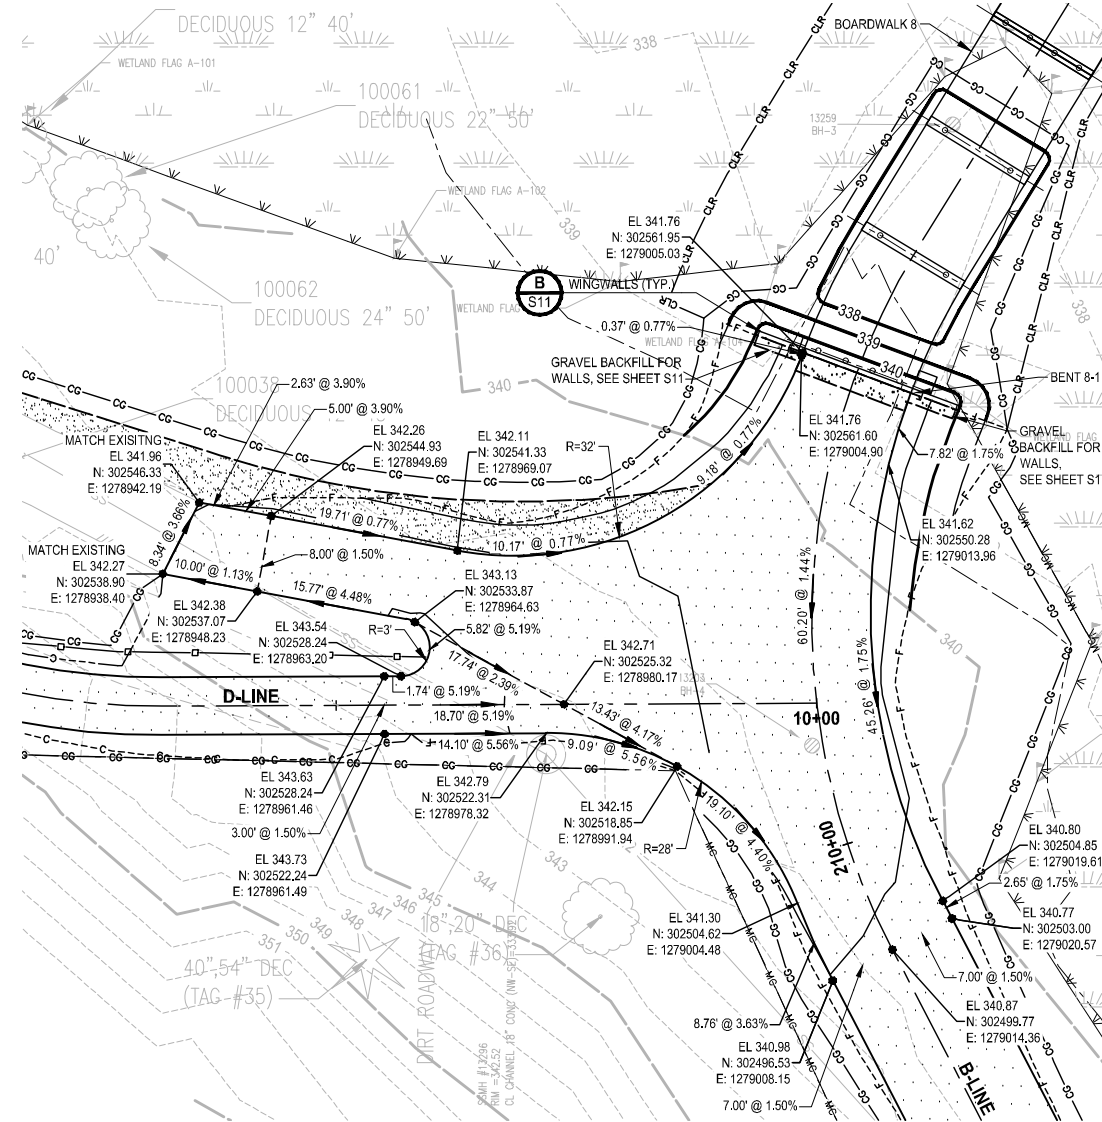 DECIDUOUS 12" 40'
WETLAND FLAG A-101
100061
DECIDUOUS 22" 50'
338
CLR
BOARDWALK 8
CG
13259
BH-3
WETLAND FLAG A-102
339
EL 341.76
N: 302561.95
E: 1279005.03
40'
100062
DECIDUOUS 24" 50'
B
S11
WINGWALLS (TYP.)
WETLAND FLAG
0.37' @ 0.77%
338
339
340
338
GRAVEL BACKFILL FOR
WALLS, SEE SHEET S11
340
BENT 8-1
100038
DECIDUOUS
2.63' @ 3.90%
5.00' @ 3.90%
MATCH EXISITNG
EL 341.96
N: 302546.33
E: 1278942.19
EL 342.26
N: 302544.93
E: 1278949.69
EL 342.11
N: 302541.33
E: 1278969.07
R=32'
9.18' @ 0.77%
EL 341.76
N: 302561.60
E: 1279004.90
7.82' @ 1.75%
GRAVEL
BACKFILL FOR
WALLS,
SEE SHEET S1
WETLAND FLAG
19.71' @ 0.77%
10.17' @ 0.77%
8.34' @ 3.66%
8.00' @ 1.50%
EL 341.62
N: 302550.28
E: 1279013.96
MATCH EXISTING
EL 342.27
N: 302538.90
E: 1278938.40
10.00' @ 1.13%
15.77' @ 4.48%
EL 343.13
N: 302533.87
E: 1278964.63
60.20' @ 1.44%
EL 342.38
N: 302537.07
E: 1278948.23
EL 343.54
N: 302528.24
E: 1278963.20
R=3'
5.82' @ 5.19%
17.74' @ 2.39%
EL 342.71
N: 302525.32
E: 1278980.17
340
45.26' @ 1.75%
D-LINE
1.74' @ 5.19%
18.70' @ 5.19%
13.43' @ 4.17%
10+00
14.10' @ 5.56%
9.09' @ 5.56%
EL 343.63
N: 302528.24
E: 1278961.46
EL 342.79
N: 302522.31
E: 1278978.32
EL 342.15
N: 302518.85
E: 1278991.94
3.00' @ 1.50%
R=28'
19.10' @ 4.40%
210+00
EL 343.73
N: 302522.24
E: 1278961.49
EL 340.80
N: 302504.85
E: 1279019.61
2.65' @ 1.75%
343
344
345
346
347
348
349
350
351
18",20" DEC
(TAG #36)
40",54" DEC
(TAG #35)
DIRT ROADWAY
EL 341.30
N: 302504.62
E: 1279004.48
EL 340.77
N: 302503.00
E: 1279020.57
7.00' @ 1.50%
8.76' @ 3.63%
EL 340.87
N: 302499.77
E: 1279014.36
EL 340.98
N: 302496.53
E: 1279008.15
7.00' @ 1.50%
B-LINE
MC